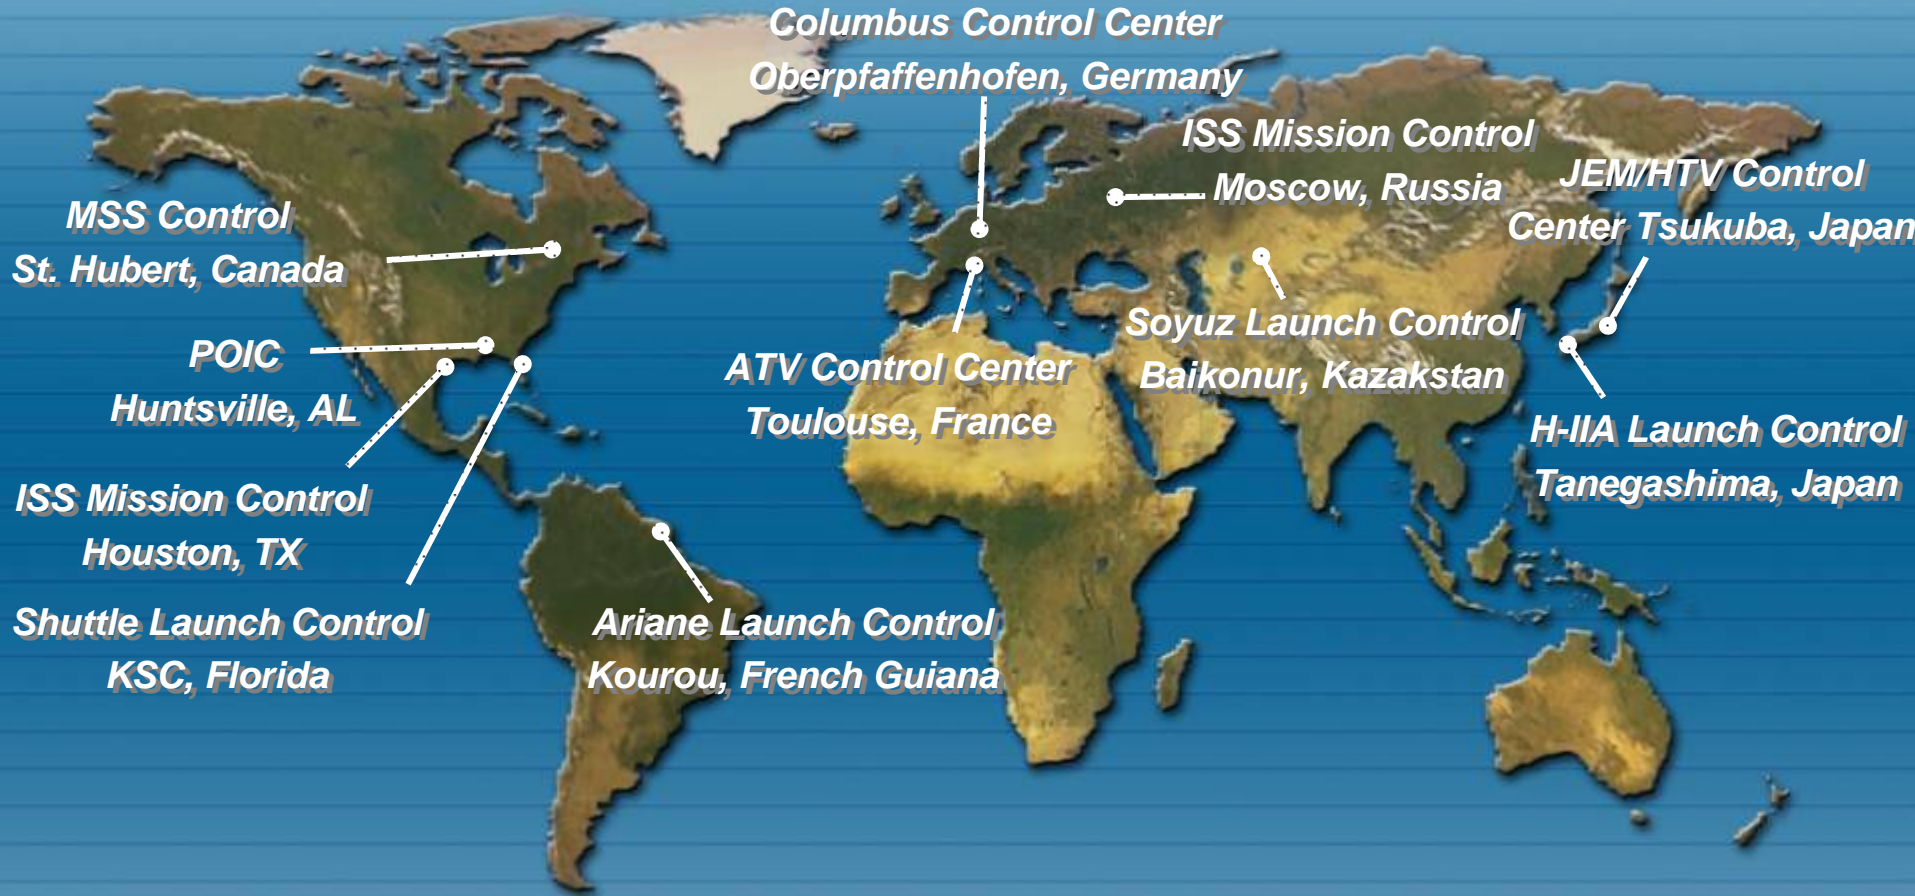 Columbus Control Center
Oberpfaffenhofen, Germany
ISS Mission Control
Moscow, Russia
JEM/HTV Control
Center Tsukuba, Japan
MSS Control
St. Hubert, Canada
POIC
Huntsville, AL
ATV Control Center
Toulouse, France
Soyuz Launch Control
Baikonur, Kazakstan
H-IIA Launch Control
Tanegashima, Japan
ISS Mission Control
Houston, TX
Shuttle Launch Control
KSC, Florida
Ariane Launch Control
Kourou, French Guiana